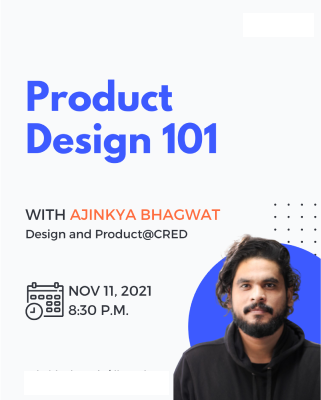 Product
Design 101
WITH AJINKYA BHAGWAT
Design and Product@CRED
NOV 11, 2021
8:30 P.M.